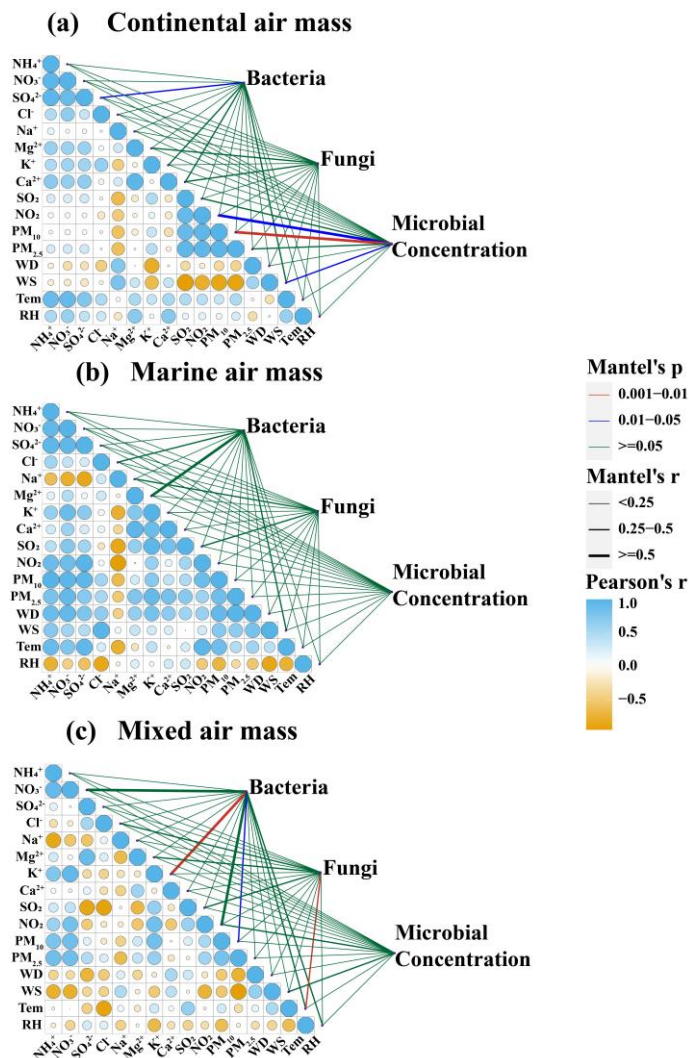 (a) Continental air mass
NH₄⁺
NO₃⁻
SO₄²⁻
Cl⁻
Na⁺
Mg²⁺
K⁺
Ca²⁺
SO₂
NO₂
PM₁₀
PM₂.₅
WD
WS
Tem
RH
NH₄⁺ NO₃⁻ SO₄²⁻ Cl⁻ Na⁺ Mg²⁺ K⁺ Ca²⁺ SO₂ NO₂ PM₁₀ PM₂.₅ WD WS Tem RH
Bacteria
Fungi
Microbial
Concentration
(b) Marine air mass
NH₄⁺
NO₃⁻
SO₄²⁻
Cl⁻
Na⁺
Mg²⁺
K⁺
Ca²⁺
SO₂
NO₂
PM₁₀
PM₂.₅
WD
WS
Tem
RH
NH₄⁺ NO₃⁻ SO₄²⁻ Cl⁻ Na⁺ Mg²⁺ K⁺ Ca²⁺ SO₂ NO₂ PM₁₀ PM₂.₅ WD WS Tem RH
Bacteria
Fungi
Microbial
Concentration
Mantel's p
0.001−0.01
0.01−0.05
>=0.05
Mantel's r
<0.25
0.25−0.5
>=0.5
Pearson's r
1.0
0.5
0.0
−0.5
(c) Mixed air mass
NH₄⁺
NO₃⁻
SO₄²⁻
Cl⁻
Na⁺
Mg²⁺
K⁺
Ca²⁺
SO₂
NO₂
PM₁₀
PM₂.₅
WD
WS
Tem
RH
NH₄⁺ NO₃⁻ SO₄²⁻ Cl⁻ Na⁺ Mg²⁺ K⁺ Ca²⁺ SO₂ NO₂ PM₁₀ PM₂.₅ WD WS Tem RH
Bacteria
Fungi
Microbial
Concentration